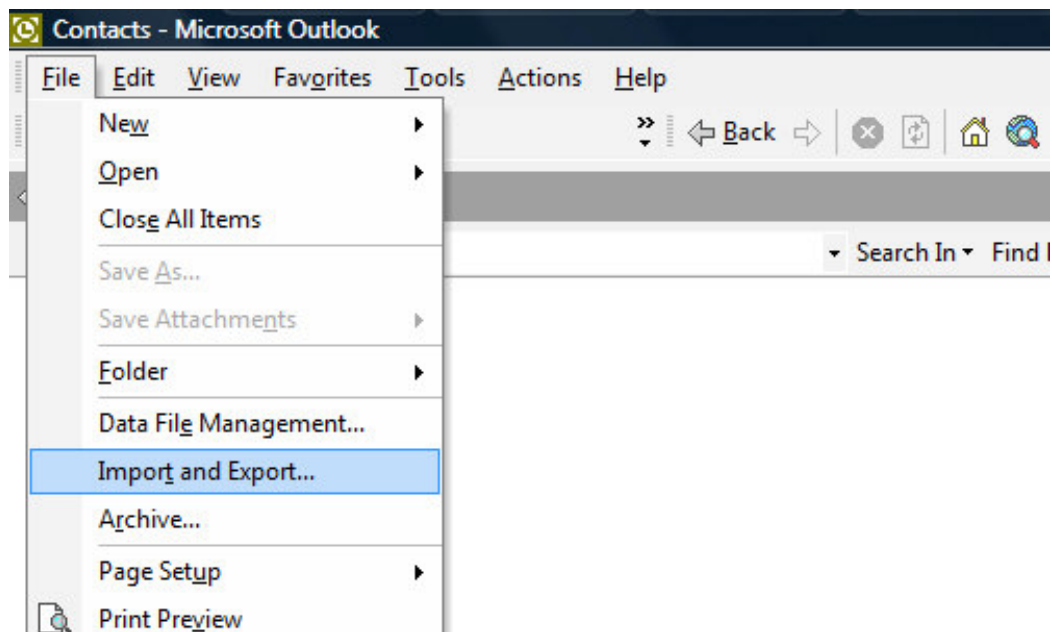 Contacts - Microsoft Outlook
File Edit View Favorites Tools Actions Help
New
Back
Open
Close All Items
Search In Find
Save As...
Save Attachments
Folder
Data File Management...
Import and Export...
Archive...
Page Setup
Print Preview